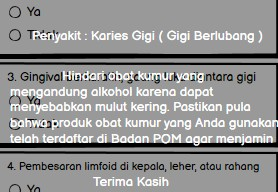 Ya
Penyakit : Karies Gigi ( Gigi Berlubang )
3. Gingival
Hindari obat kumur yang
antara gigi
mengandung alkohol karena dapat
Ya
menyebabkan mulut kering. Pastikan pula
bahwa produk obat kumur yang Anda gunakan
telah terdaftar di Badan POM agar menjamin
4. Pembesaran limfoid di kepala, leher, atau rahang
Terima Kasih
Ya